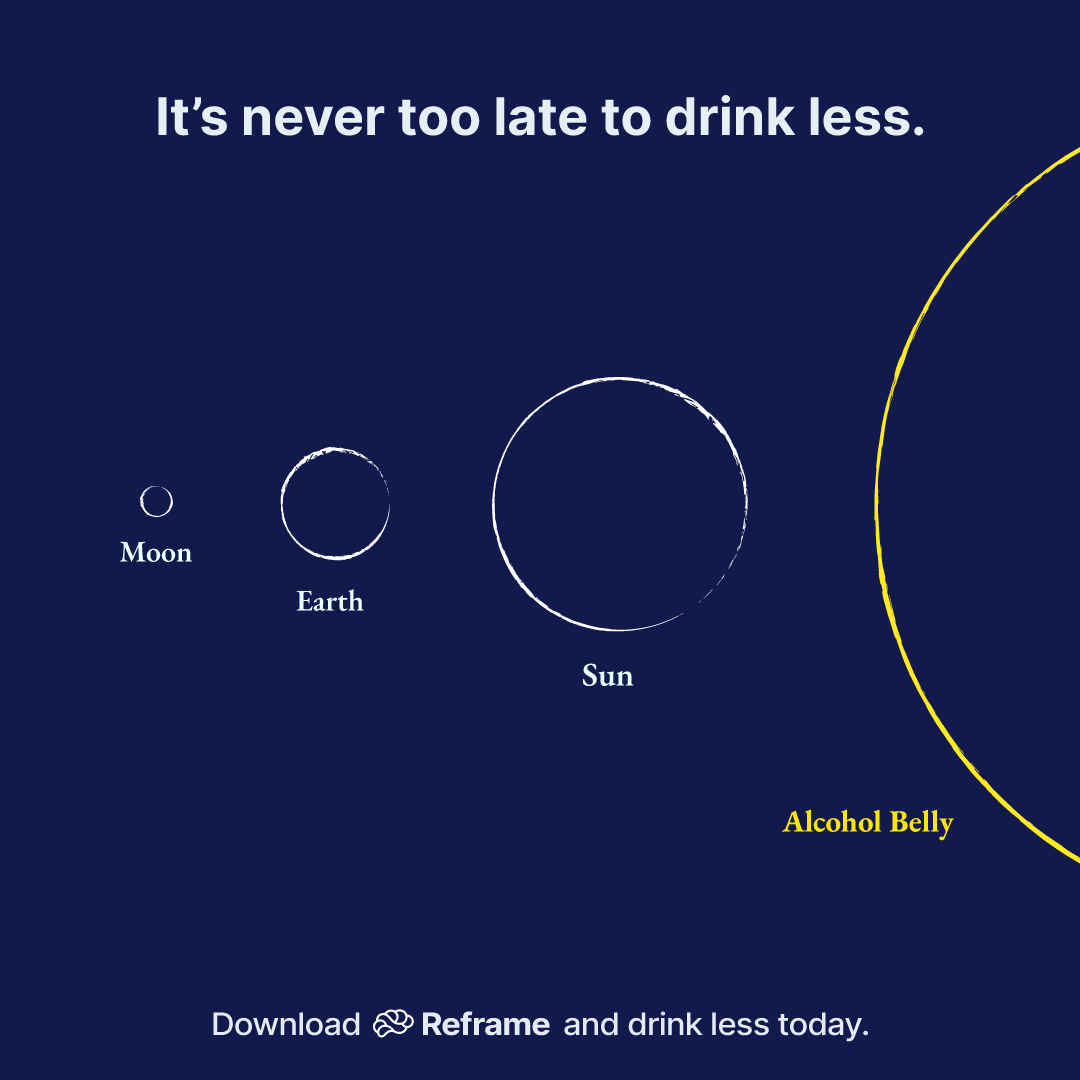 It’s never too late to drink less.
Moon
Earth
Sun
Alcohol Belly
Download Reframe and drink less today.